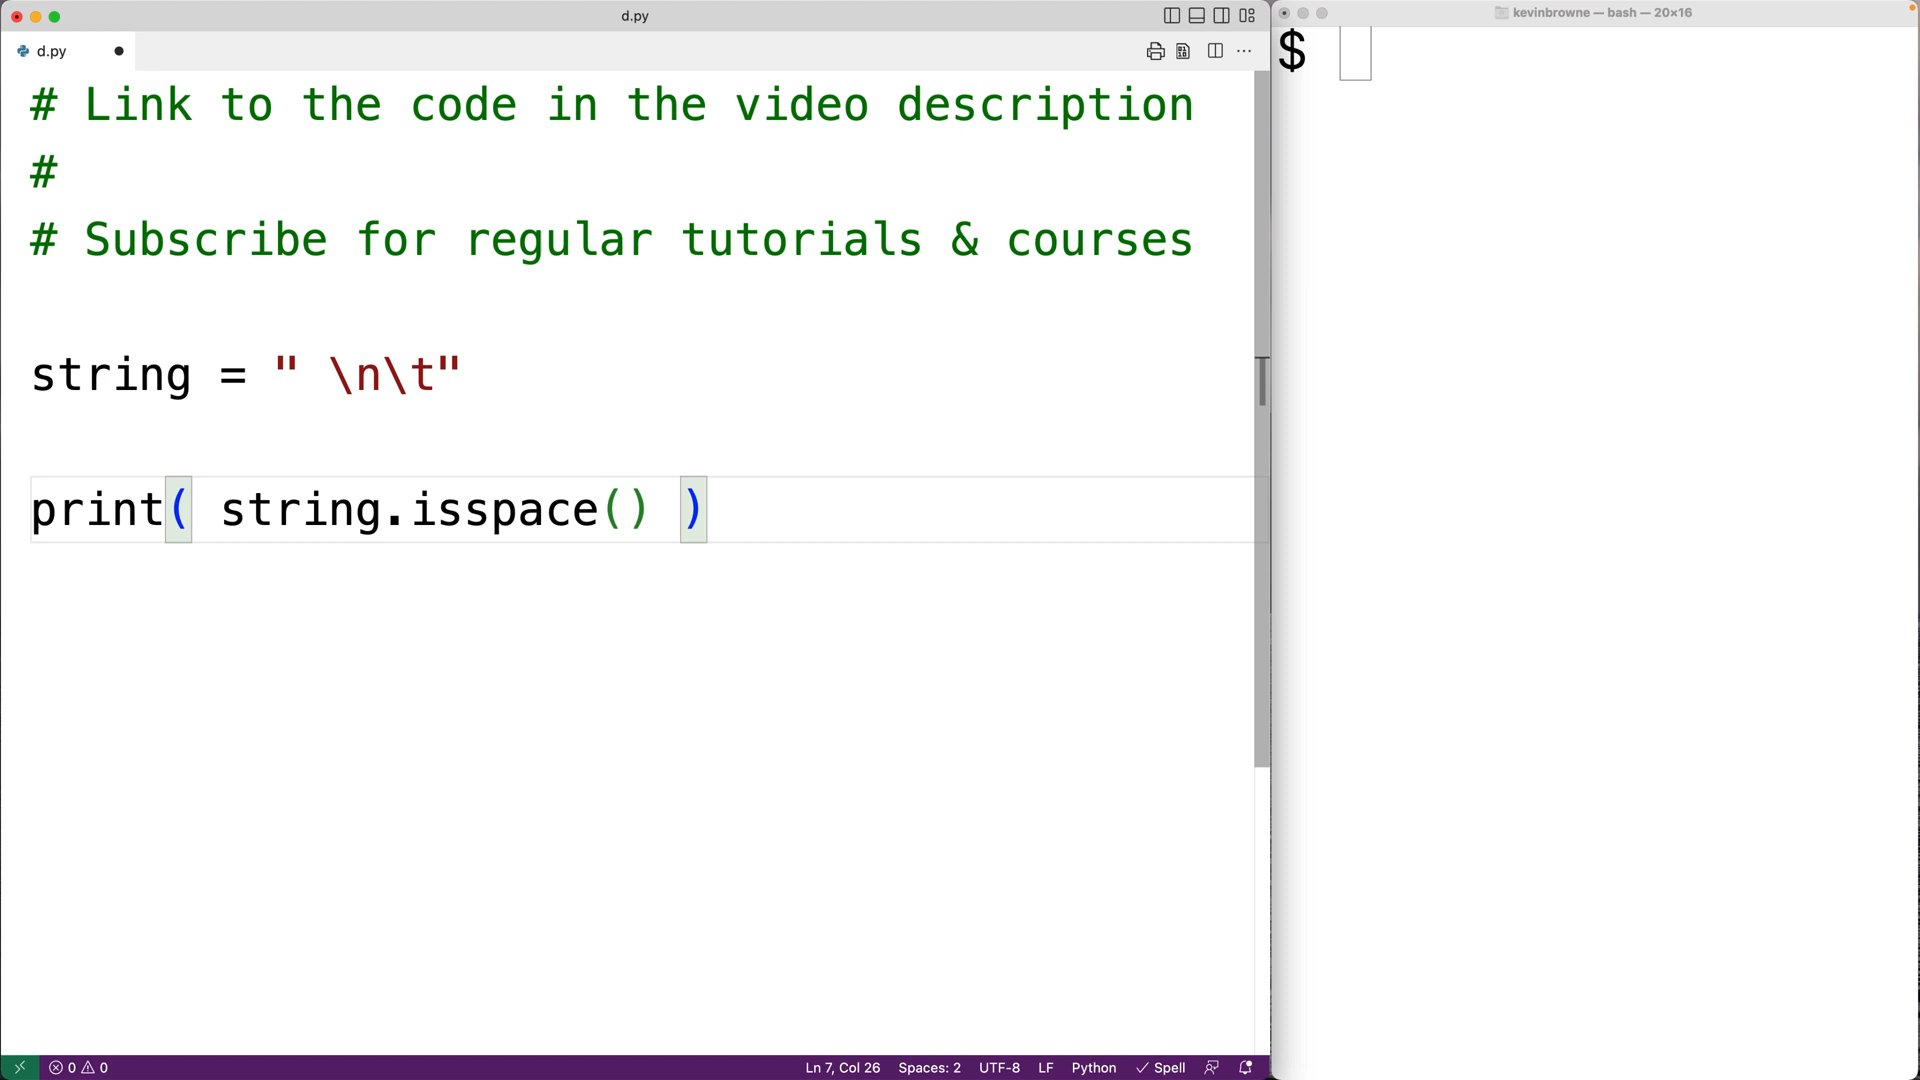 d.py
kevinbrowne — bash — 20×16
d.py
$
# Link to the code in the video description
#
# Subscribe for regular tutorials & courses
string = " \n\t"
print( string.isspace() )
0 0
Ln 7, Col 26 Spaces: 2 UTF-8 LF Python Spell